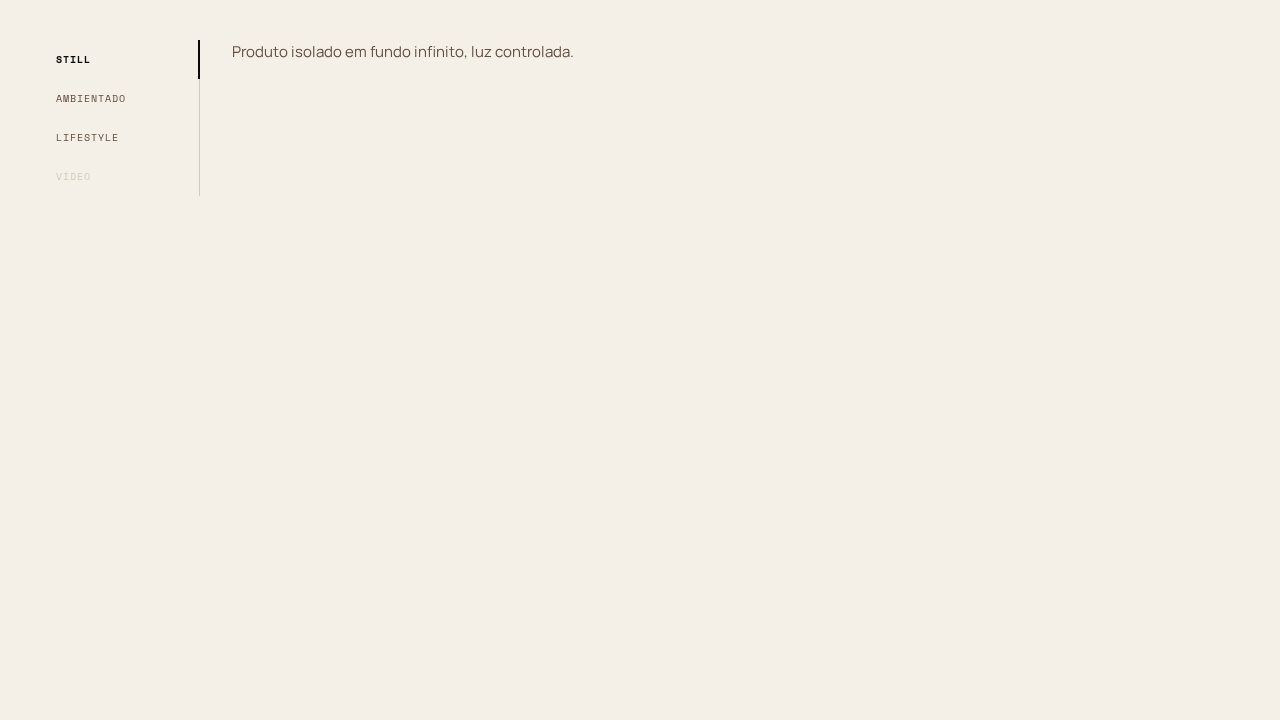 STILL
AMBIENTADO
LIFESTYLE
VÍDEO
Produto isolado em fundo infinito, luz controlada.